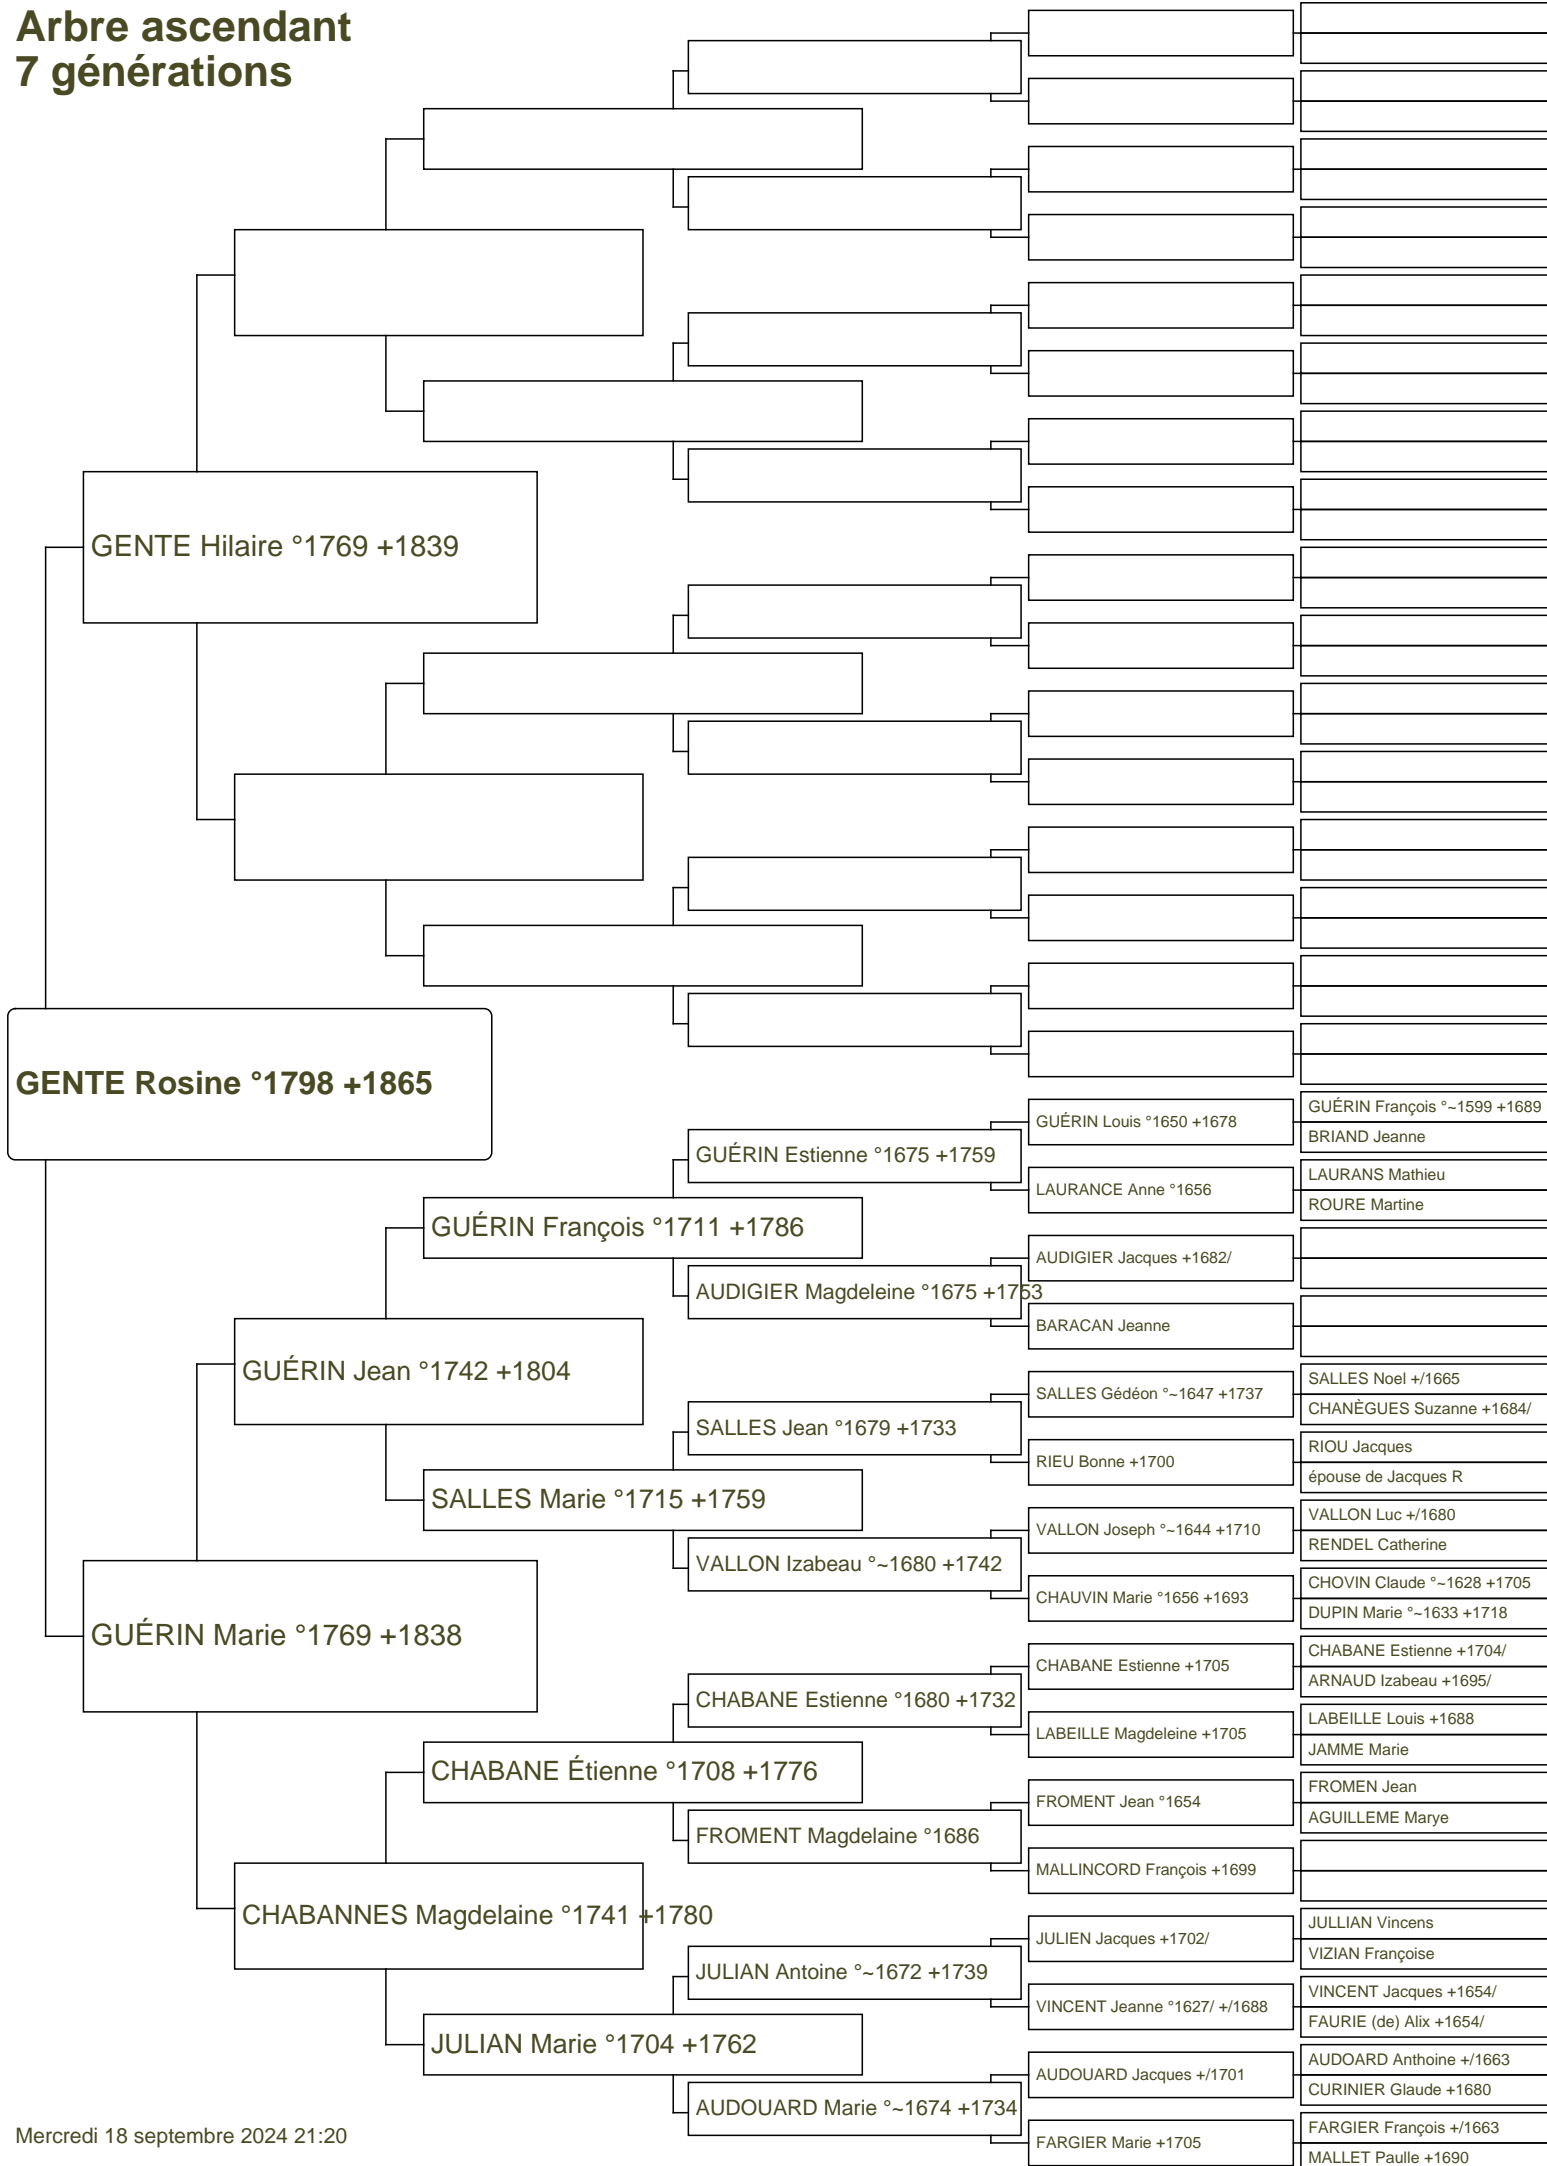 Arbre ascendant
7 générations
GENTE Hilaire °1769 +1839
GENTE Rosine °1798 +1865
GUÉRIN François °~1599 +1689
GUÉRIN Louis °1650 +1678
BRIAND Jeanne
GUÉRIN Estienne °1675 +1759
LAURANS Mathieu
LAURANCE Anne °1656
ROURE Martine
GUÉRIN François °1711 +1786
AUDIGIER Jacques +1682/
AUDIGIER Magdeleine °1675 +1753
BARACAN Jeanne
GUÉRIN Jean °1742 +1804
SALLES Noel +/1665
SALLES Gédéon °~1647 +1737
CHANÈGUES Suzanne +1684/
SALLES Jean °1679 +1733
RIOU Jacques
RIEU Bonne +1700
épouse de Jacques R
SALLES Marie °1715 +1759
VALLON Luc +/1680
VALLON Joseph °~1644 +1710
RENDEL Catherine
VALLON Izabeau °~1680 +1742
CHOVIN Claude °~1628 +1705
CHAUVIN Marie °1656 +1693
DUPIN Marie °~1633 +1718
GUÉRIN Marie °1769 +1838
CHABANE Estienne +1704/
CHABANE Estienne +1705
ARNAUD Izabeau +1695/
CHABANE Estienne °1680 +1732
LABEILLE Louis +1688
LABEILLE Magdeleine +1705
JAMME Marie
CHABANE Étienne °1708 +1776
FROMEN Jean
FROMENT Jean °1654
AGUILLEME Marye
FROMENT Magdelaine °1686
MALLINCORD François +1699
CHABANNES Magdelaine °1741 +1780
JULLIAN Vincens
JULIEN Jacques +1702/
VIZIAN Françoise
JULIAN Antoine °~1672 +1739
VINCENT Jacques +1654/
VINCENT Jeanne °1627/ +/1688
FAURIE (de) Alix +1654/
JULIAN Marie °1704 +1762
AUDOARD Anthoine +/1663
AUDOUARD Jacques +/1701
CURINIER Glaude +1680
AUDOUARD Marie °~1674 +1734
FARGIER François +/1663
FARGIER Marie +1705
MALLET Paulle +1690
Mercredi 18 septembre 2024 21:20